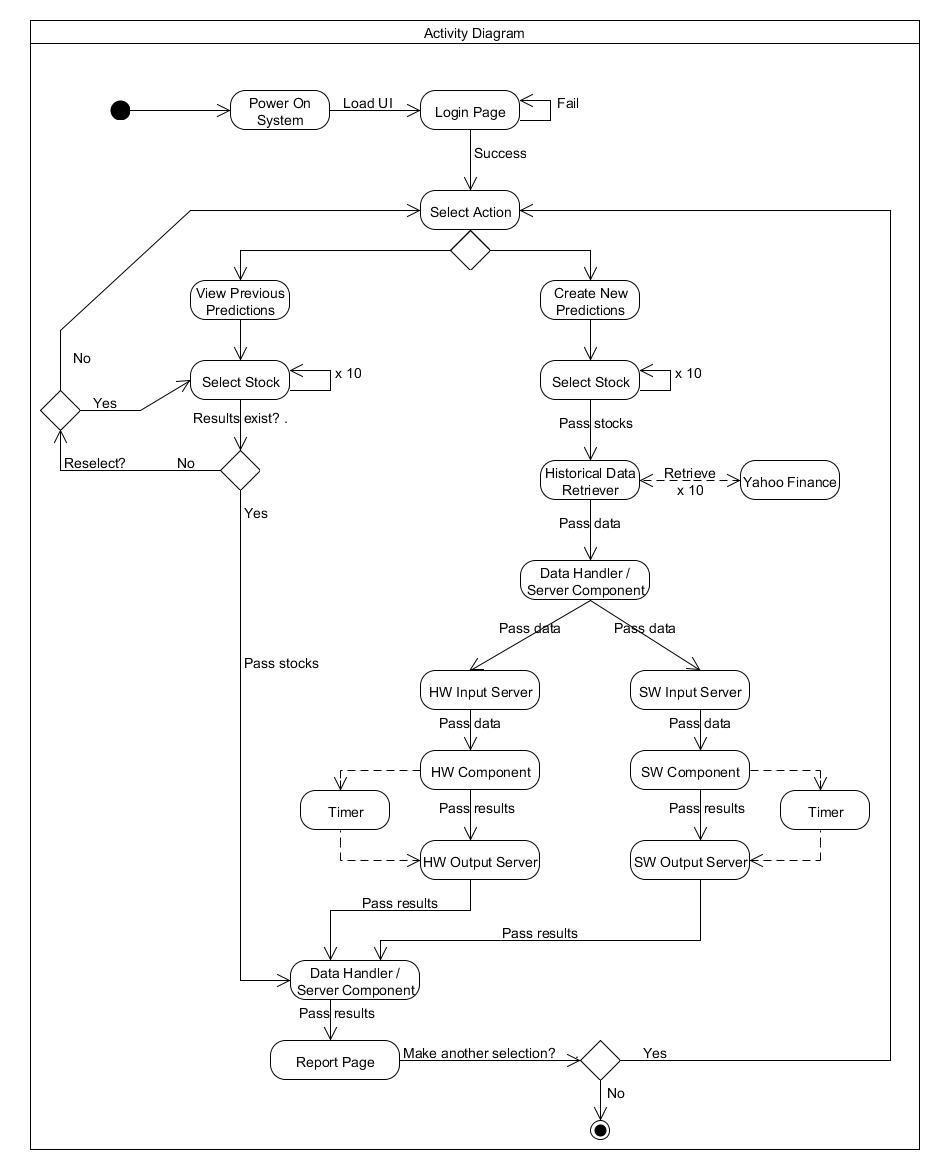 Activity Diagram
Power On
System
Load UI
Login Page
Fail
Success
Select Action
View Previous
Predictions
Create New
Predictions
No
Select Stock
x 10
Select Stock
x 10
Yes
Results exist? .
Pass stocks
Reselect?
No
Historical Data
Retriever
Retrieve
x 10
Yahoo Finance
Yes
Pass data
Data Handler /
Server Component
Pass data
Pass data
Pass stocks
HW Input Server
SW Input Server
Pass data
Pass data
HW Component
SW Component
Timer
Pass results
Pass results
Timer
HW Output Server
SW Output Server
Pass results
Pass results
Data Handler /
Server Component
Pass results
Report Page
Make another selection?
Yes
No